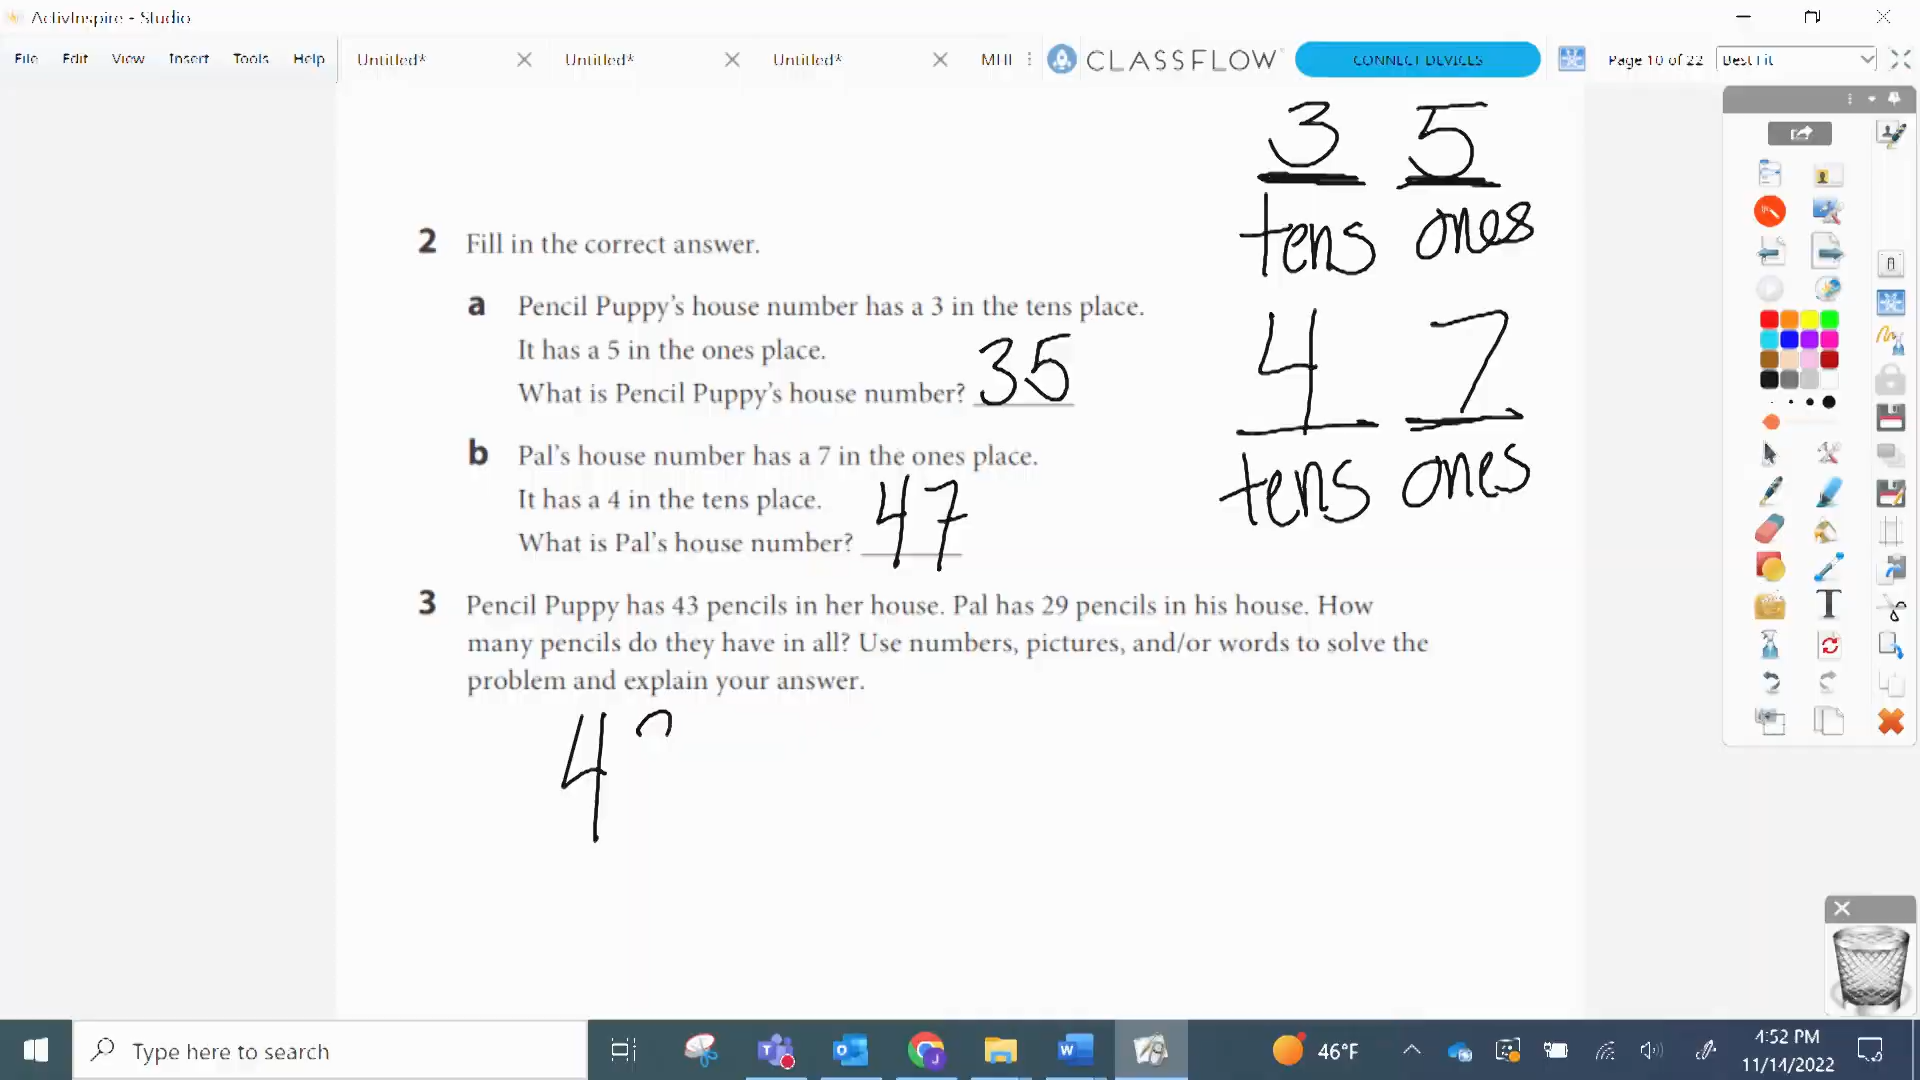 ActivInspire - Studio
File Edit View Insert Tools Help Untitled* Untitled* Untitled* CLASSFLOW CONNECT DEVICES Page 10 of 22 Best Fit
3 5
tens ones
2 Fill in the correct answer.
a Pencil Puppy's house number has a 3 in the tens place.
It has a 5 in the ones place.
What is Pencil Puppy's house number? 35
4 7
tens ones
b Pal's house number has a 7 in the ones place.
It has a 4 in the tens place.
What is Pal's house number? 47
3 Pencil Puppy has 43 pencils in her house. Pal has 29 pencils in his house. How
many pencils do they have in all? Use numbers, pictures, and/or words to solve the
problem and explain your answer.
4
Type here to search
46°F
4:52 PM
11/14/2022